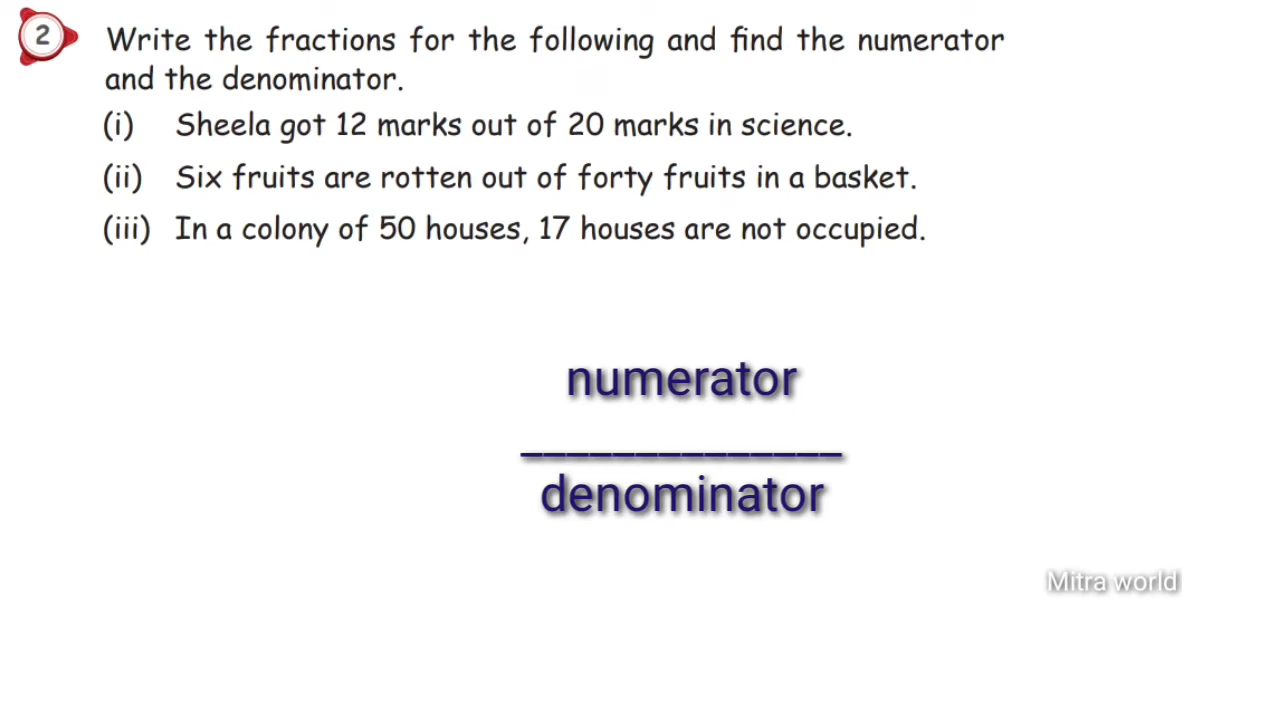 2
Write the fractions for the following and find the numerator
and the denominator.
(i) Sheela got 12 marks out of 20 marks in science.
(ii) Six fruits are rotten out of forty fruits in a basket.
(iii) In a colony of 50 houses, 17 houses are not occupied.
numerator
______________
denominator
Mitra world